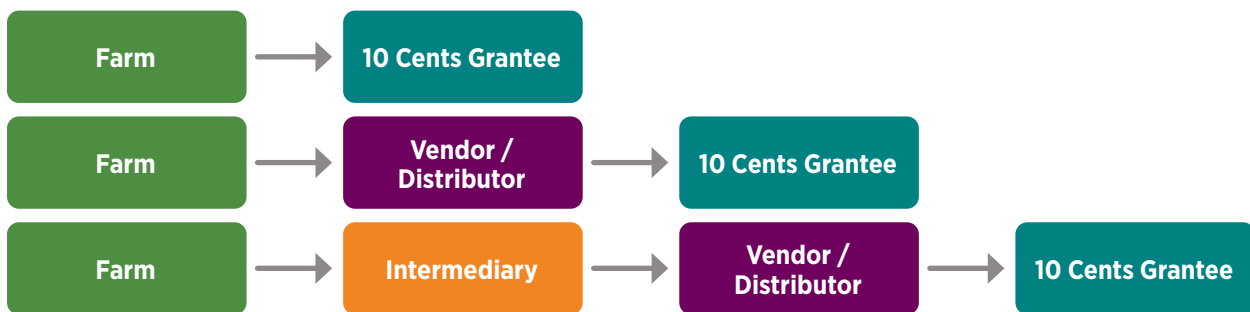 Farm
10 Cents Grantee
Farm
Vendor /
Distributor
10 Cents Grantee
Farm
Intermediary
Vendor /
Distributor
10 Cents Grantee